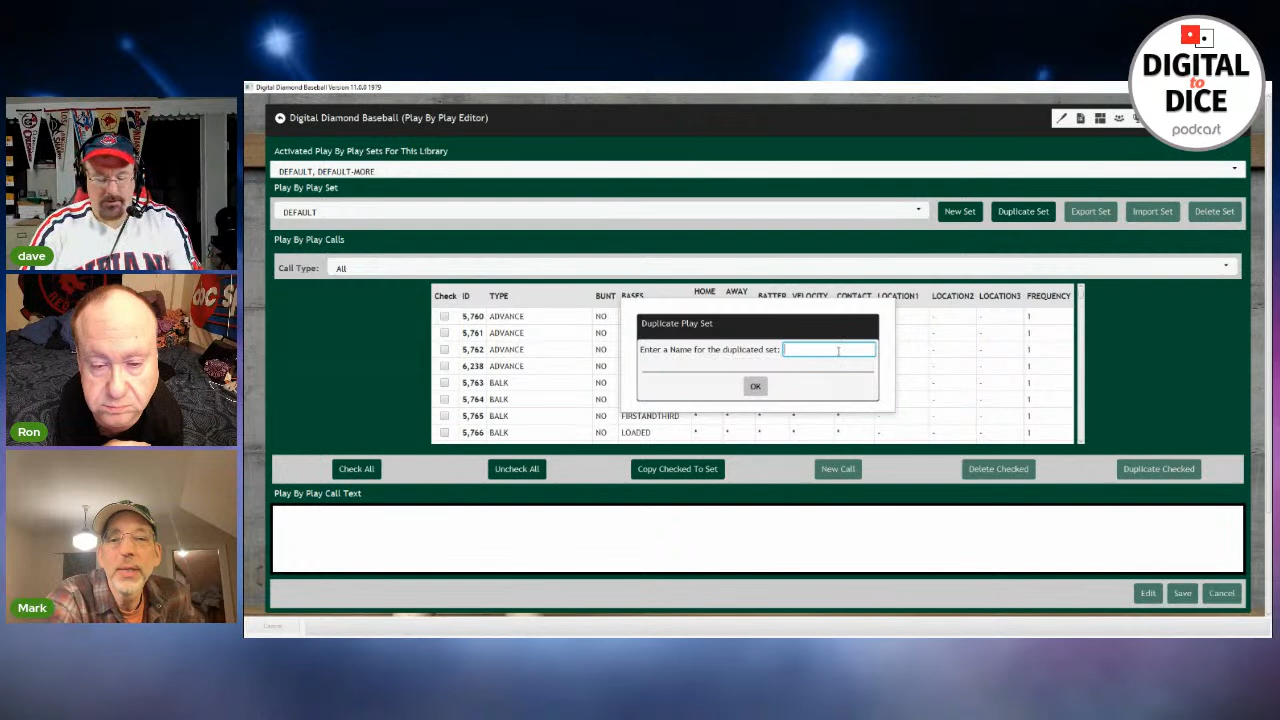 DIGITAL
to
DICE
podcast
Digital Diamond Baseball Version 11.0.0 1979
Digital Diamond Baseball (Play By Play Editor)
Activated Play By Play Sets For This Library
DEFAULT, DEFAULT-MORE
Play By Play Set
DEFAULT
New Set
Duplicate Set
Export Set
Import Set
Delete Set
Play By Play Calls
Call Type: All
Check ID TYPE BUNT BASES HOME AWAY BATTER VELOCITY CONTACT LOCATION1 LOCATION2 LOCATION3 FREQUENCY
5,760 ADVANCE NO - - 1
5,761 ADVANCE NO - - 1
5,762 ADVANCE NO - - 1
6,238 ADVANCE NO - - 1
5,763 BALK NO - - 1
5,764 BALK NO - - 1
5,765 BALK NO FIRSTANDTHIRD * * * * * - - - 1
5,766 BALK NO LOADED * * * * * - - - 1
Duplicate Play Set
Enter a Name for the duplicated set:
OK
Check All
Uncheck All
Copy Checked To Set
New Call
Delete Checked
Duplicate Checked
Play By Play Call Text
Edit
Save
Cancel
Cancel
dave
Ron
Mark